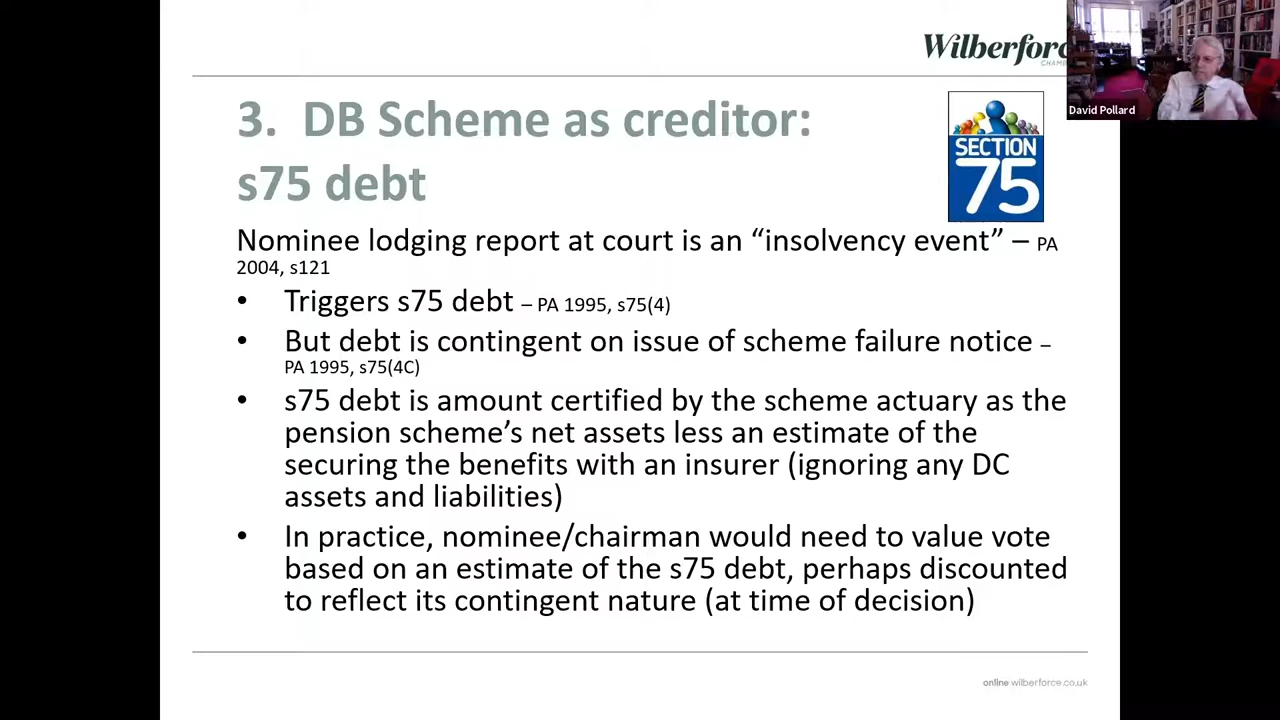 Wilberforc
CHAM
David Pollard
3. DB Scheme as creditor:
s75 debt
SECTION
75
Nominee lodging report at court is an “insolvency event” – PA
2004, s121
• Triggers s75 debt – PA 1995, s75(4)
• But debt is contingent on issue of scheme failure notice –
PA 1995, s75(4C)
• s75 debt is amount certified by the scheme actuary as the
pension scheme’s net assets less an estimate of the
securing the benefits with an insurer (ignoring any DC
assets and liabilities)
• In practice, nominee/chairman would need to value vote
based on an estimate of the s75 debt, perhaps discounted
to reflect its contingent nature (at time of decision)
online.wilberforce.co.uk